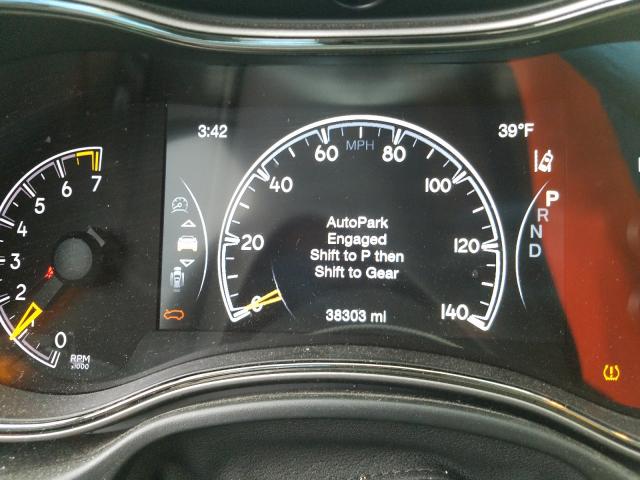 3:42
39°F
MPH
0
20
40
60
80
100
120
140
AutoPark
Engaged
Shift to P then
Shift to Gear
38303 mi
P
R
N
D
0
1
2
3
4
5
6
7
RPM
x1000